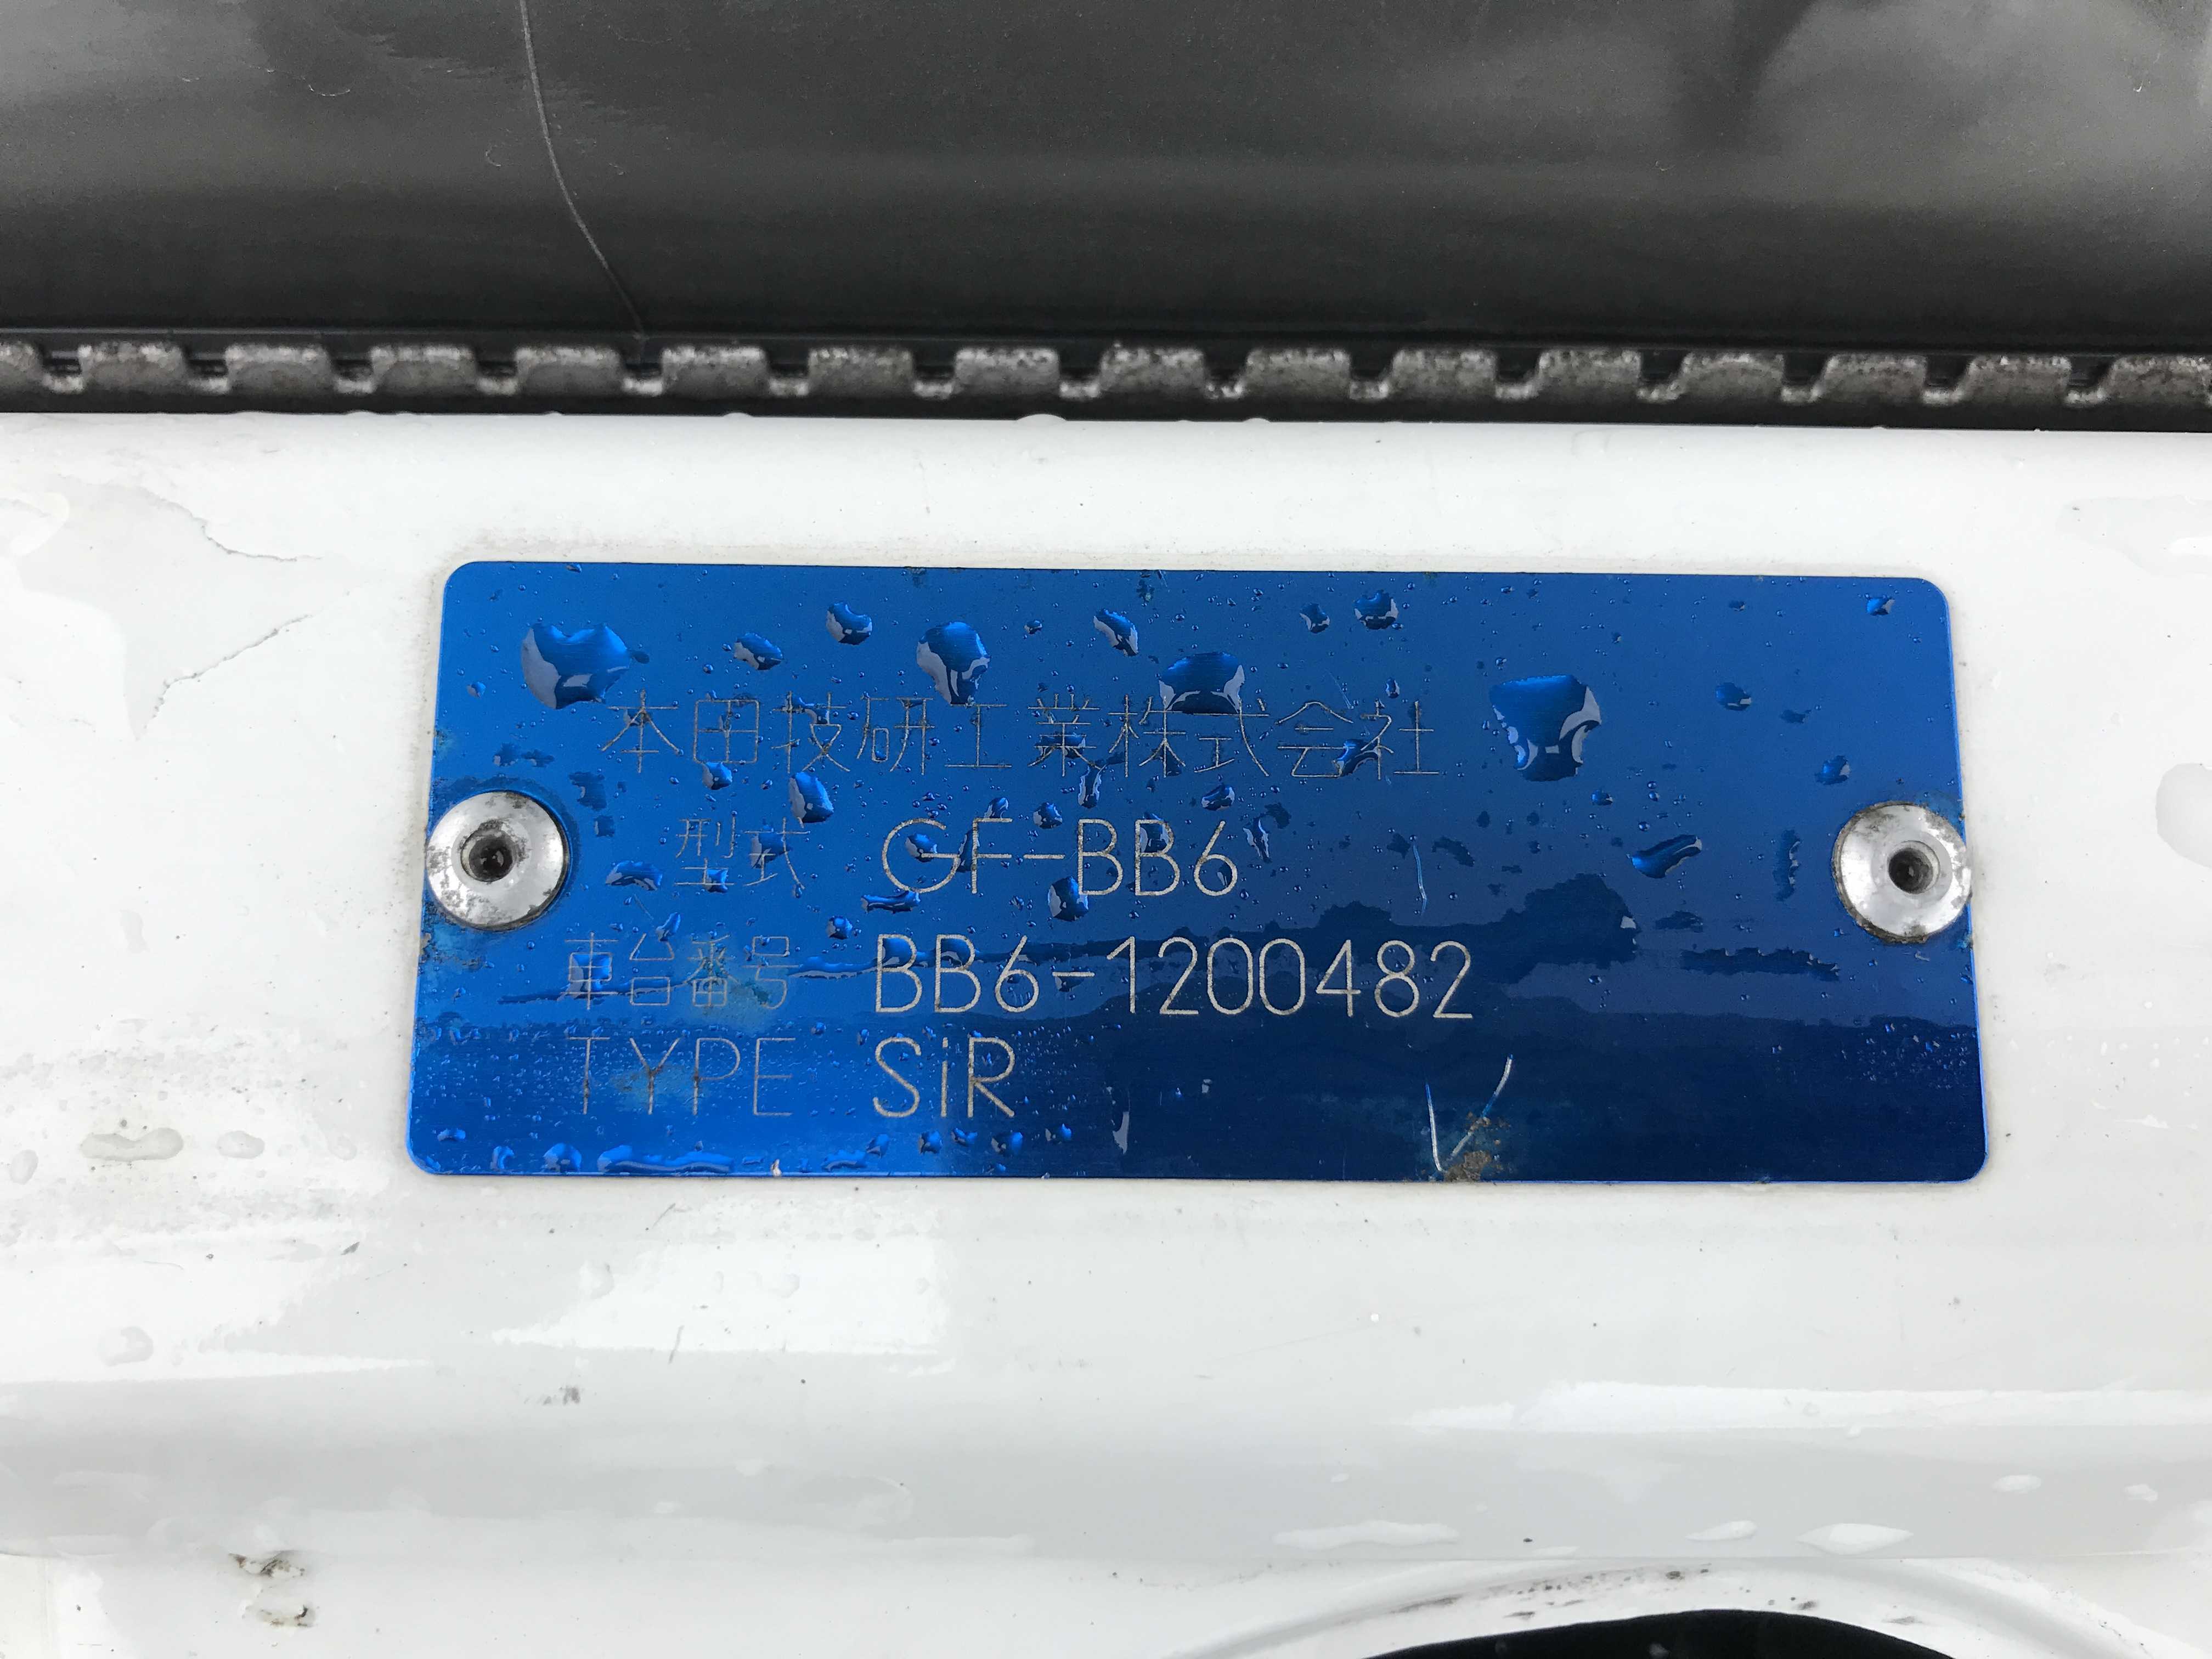 本田技研工業株式会社
型式 GF-BB6
車台番号 BB6-1200482
TYPE SiR